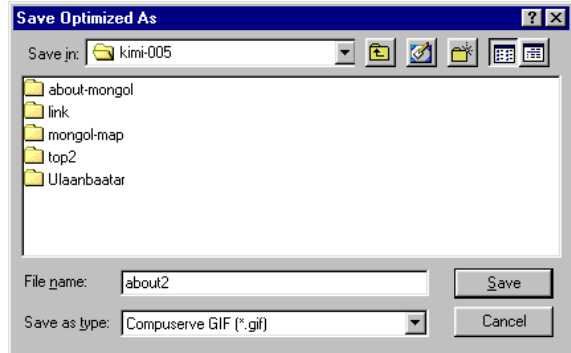 Save Optimized As
Save in: kimi-005
about-mongol
link
mongol-map
top2
Ulaanbaatar
File name: about2 Save
Save as type: Compuserve GIF (*.gif) Cancel